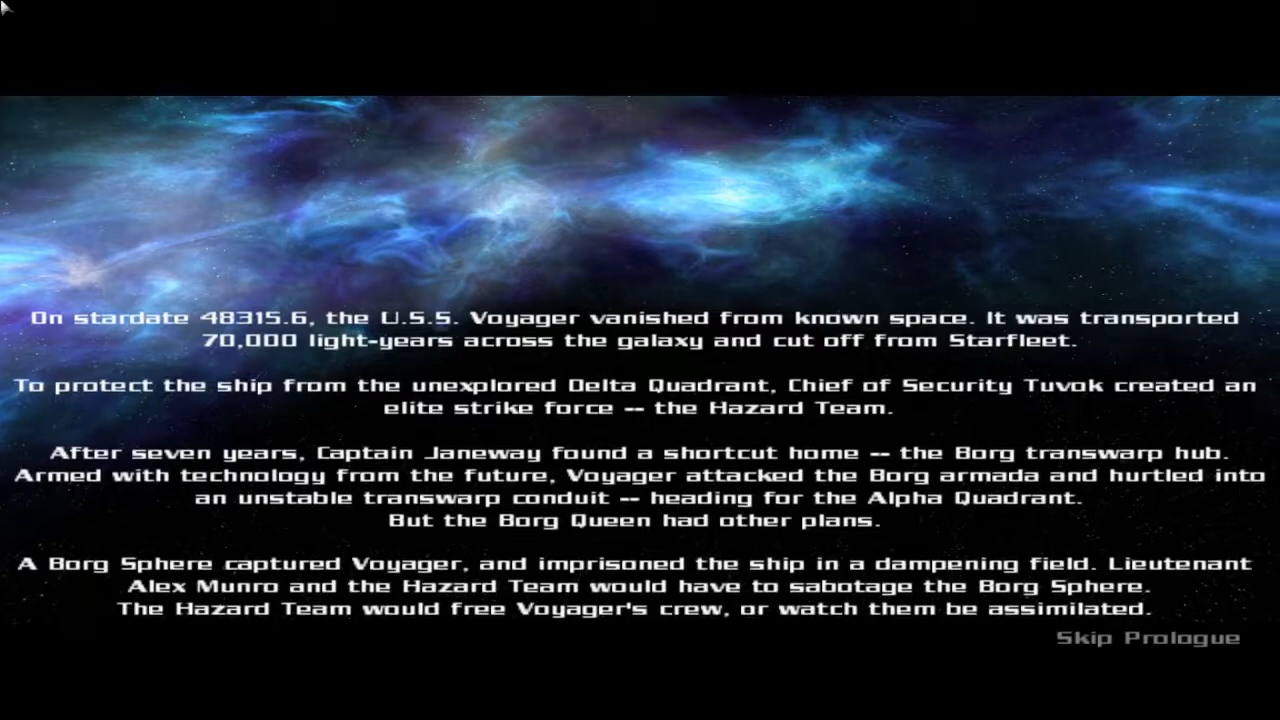 On stardate 48315.6, the U.S.S. Voyager vanished from known space. It was transported
70,000 light-years across the galaxy and cut off from Starfleet.
To protect the ship from the unexplored Delta Quadrant, Chief of Security Tuvok created an
elite strike force -- the Hazard Team.
After seven years, Captain Janeway found a shortcut home -- the Borg transwarp hub.
Armed with technology from the future, Voyager attacked the Borg armada and hurtled into
an unstable transwarp conduit -- heading for the Alpha Quadrant.
But the Borg Queen had other plans.
A Borg Sphere captured Voyager, and imprisoned the ship in a dampening field. Lieutenant
Alex Munro and the Hazard Team would have to sabotage the Borg Sphere.
The Hazard Team would free Voyager's crew, or watch them be assimilated.
Skip Prologue